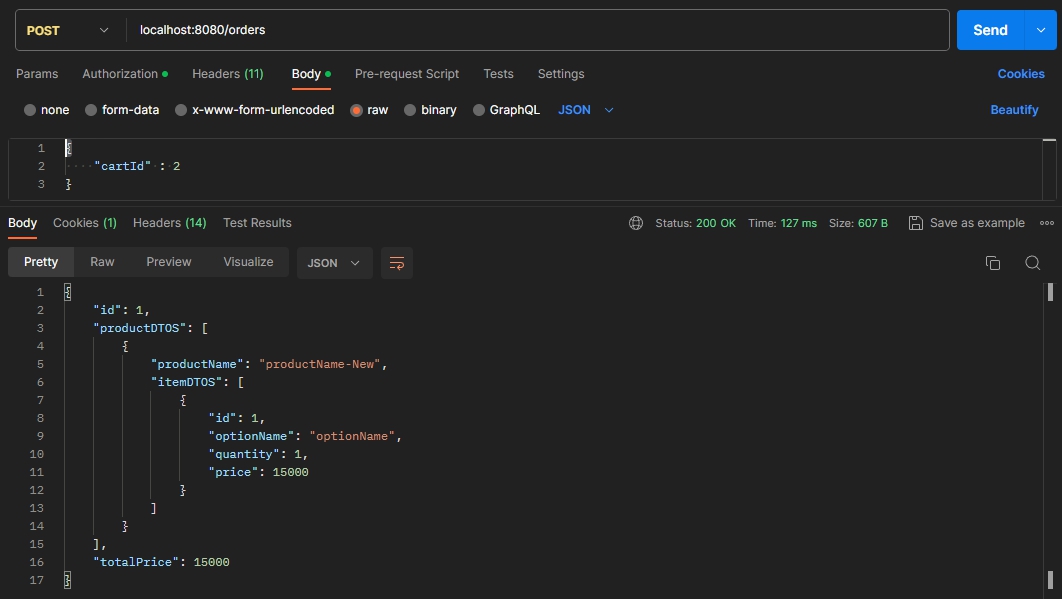 POST localhost:8080/orders Send
Params Authorization Headers (11) Body Pre-request Script Tests Settings Cookies
none form-data x-www-form-urlencoded raw binary GraphQL JSON Beautify
1 {
2 ····"cartId"·:·2
3 }
Body Cookies (1) Headers (14) Test Results Status: 200 OK Time: 127 ms Size: 607 B Save as example
Pretty Raw Preview Visualize JSON
1 {
2 "id": 1,
3 "productDTOS": [
4 {
5 "productName": "productName-New",
6 "itemDTOS": [
7 {
8 "id": 1,
9 "optionName": "optionName",
10 "quantity": 1,
11 "price": 15000
12 }
13 ]
14 }
15 ],
16 "totalPrice": 15000
17 }